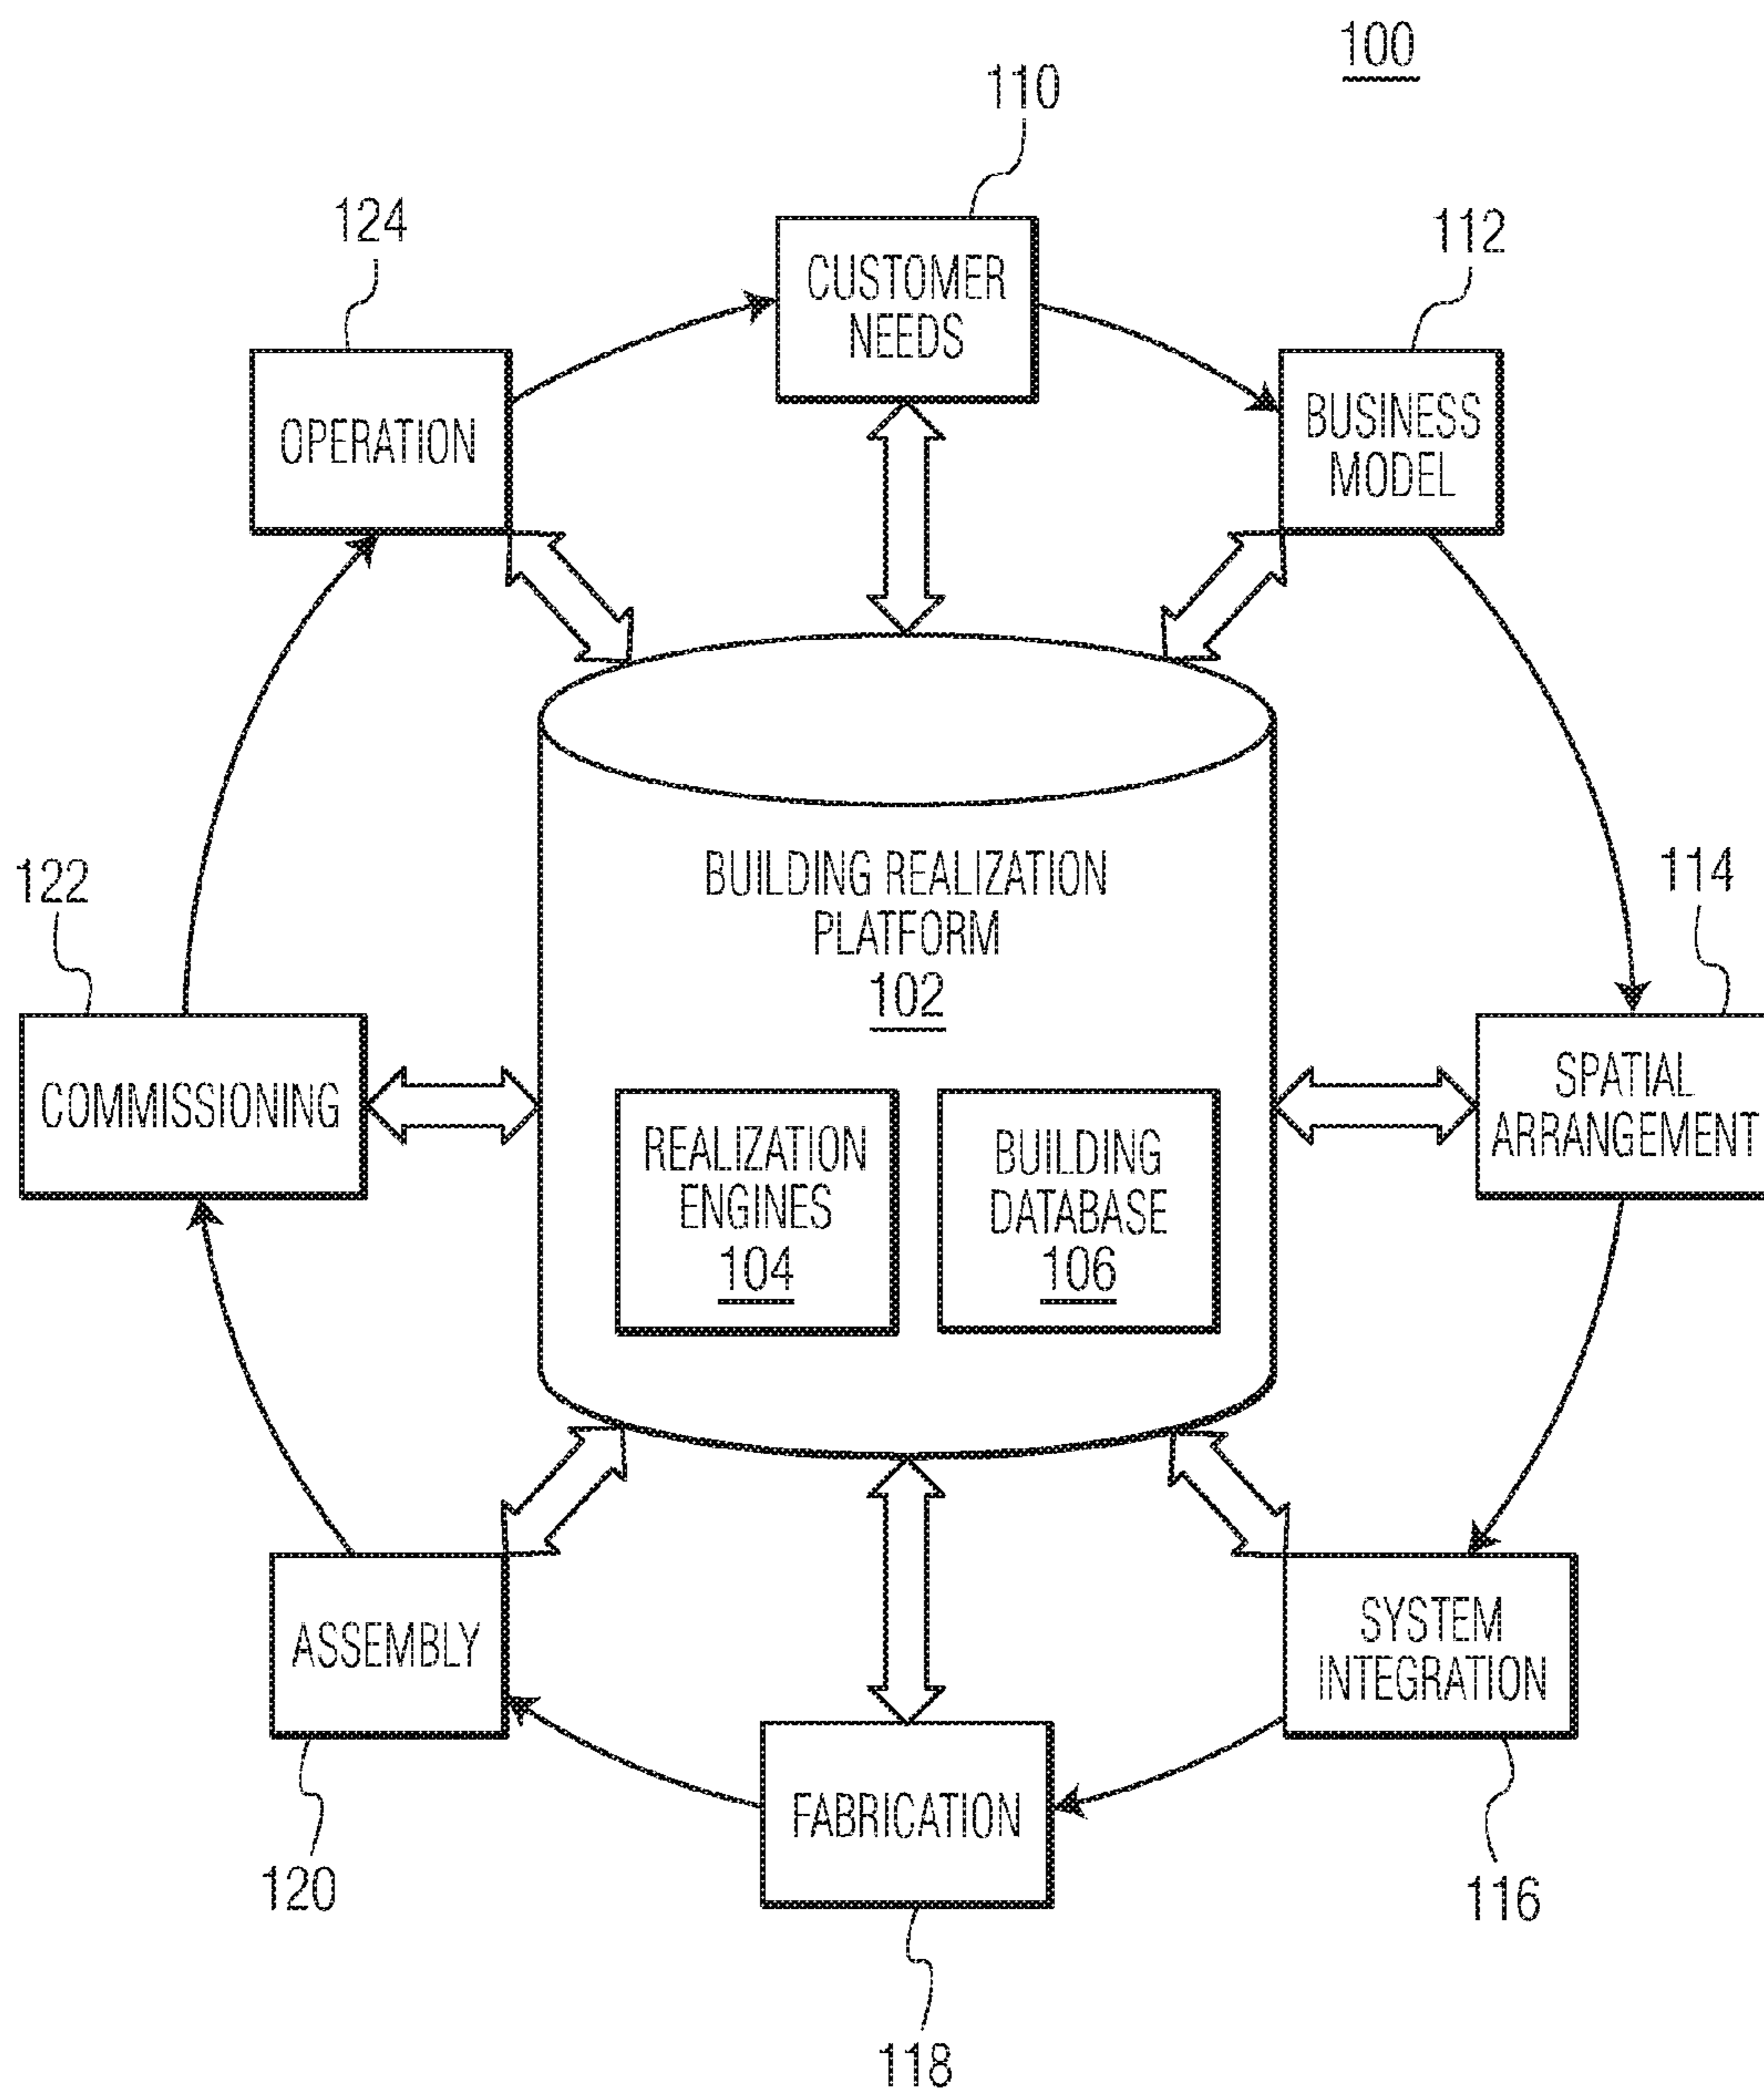 100
110
124
112
CUSTOMER
NEEDS
OPERATION
BUSINESS
MODEL
122
114
BUILDING REALIZATION
PLATFORM
102
COMMISSIONING
SPATIAL
ARRANGEMENT
REALIZATION
ENGINES
104
BUILDING
DATABASE
106
ASSEMBLY
SYSTEM
INTEGRATION
FABRICATION
120
116
118